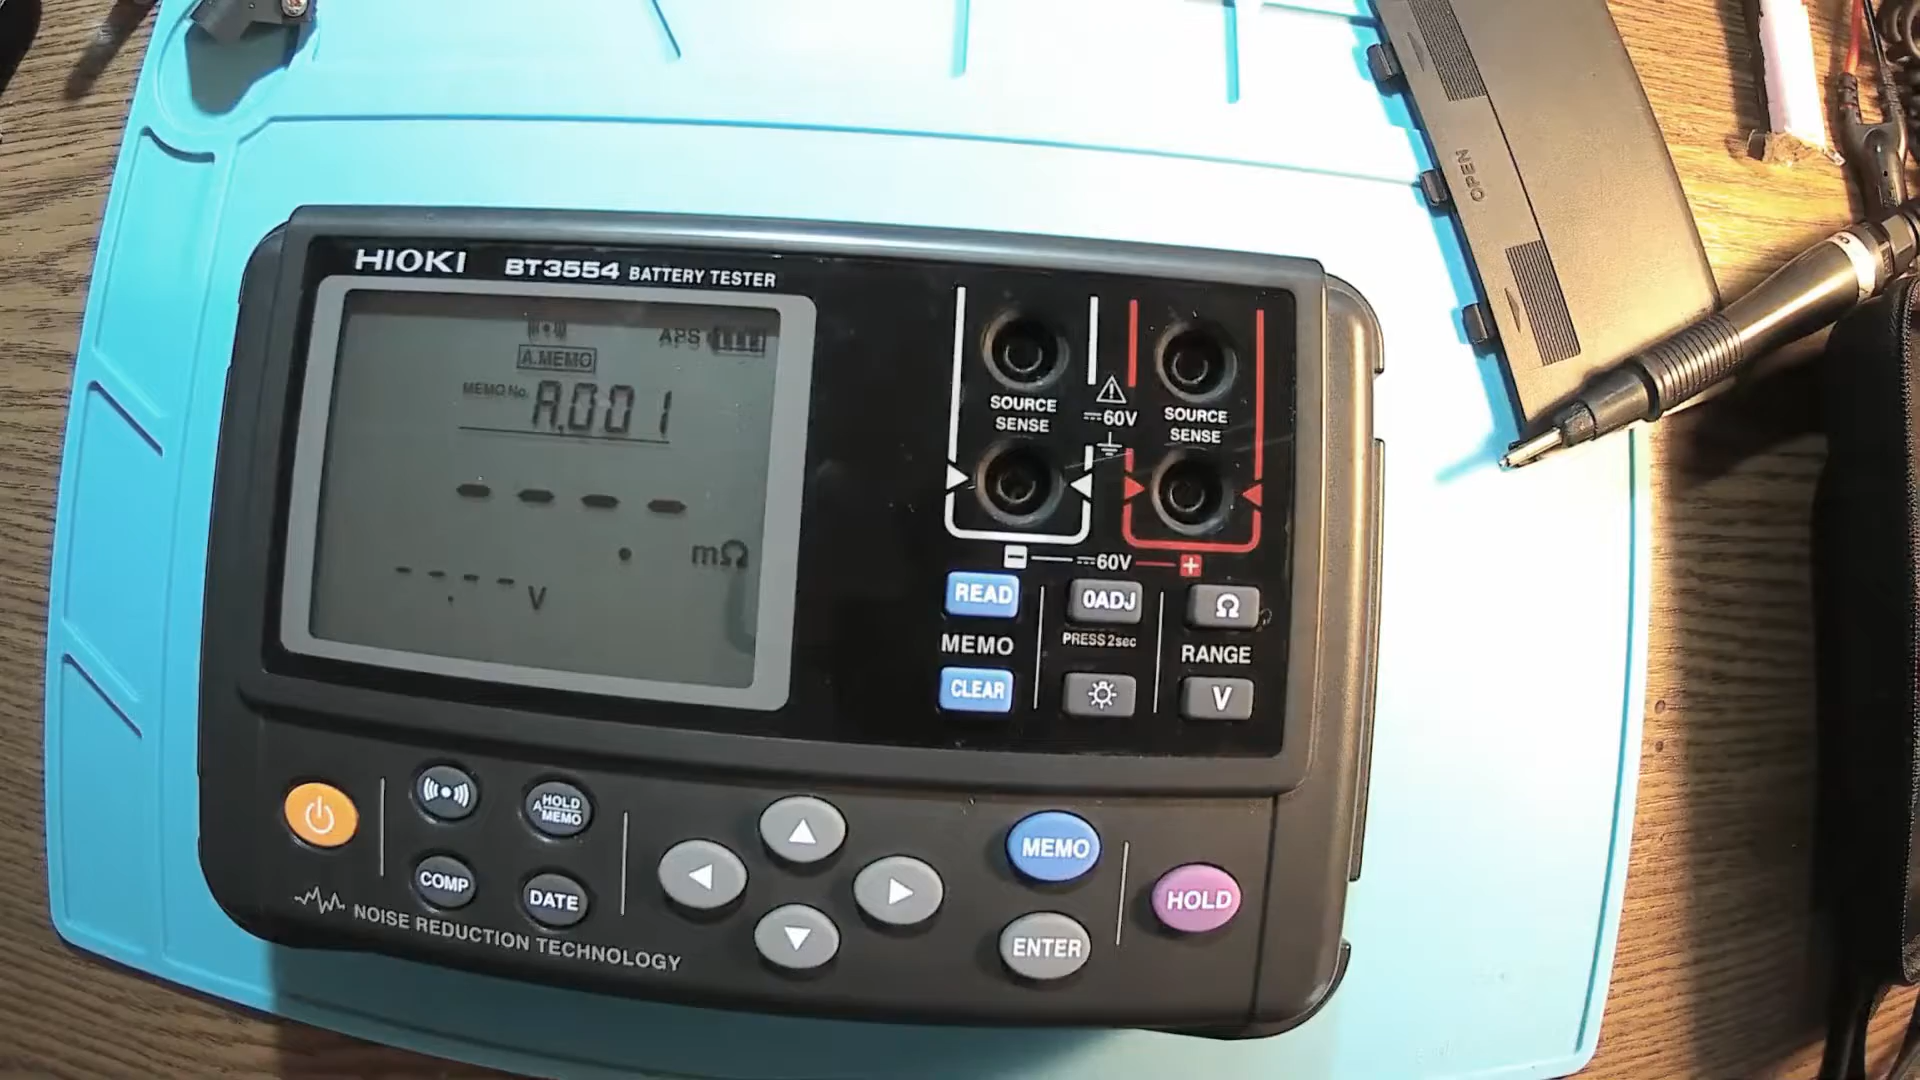 OPEN
HIOKI BT3554 BATTERY TESTER
APS
A.MEMO
MEMO No. A.001
- - - - mΩ
- - - - V
SOURCE
SENSE
60V
SOURCE
SENSE
60V
READ
0ADJ
Ω
MEMO
PRESS 2sec
RANGE
CLEAR
V
HOLD
A.MEMO
COMP
DATE
MEMO
HOLD
ENTER
NOISE REDUCTION TECHNOLOGY